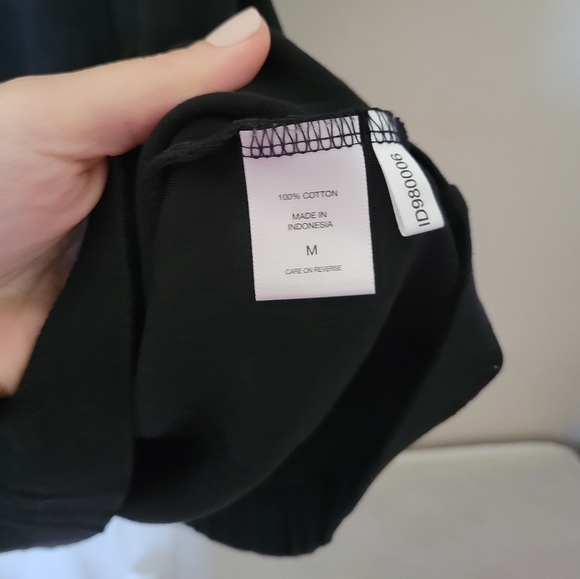 100% COTTON
MADE IN
INDONESIA
M
CARE ON REVERSE
ID980006